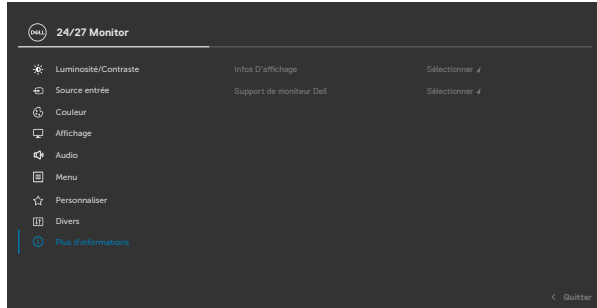 DELL 24/27 Monitor
Luminosité/Contraste Infos D'affichage Sélectionner
Source entrée Support de moniteur Dell Sélectionner
Couleur
Affichage
Audio
Menu
Personnaliser
Divers
Plus d'informations
Quitter